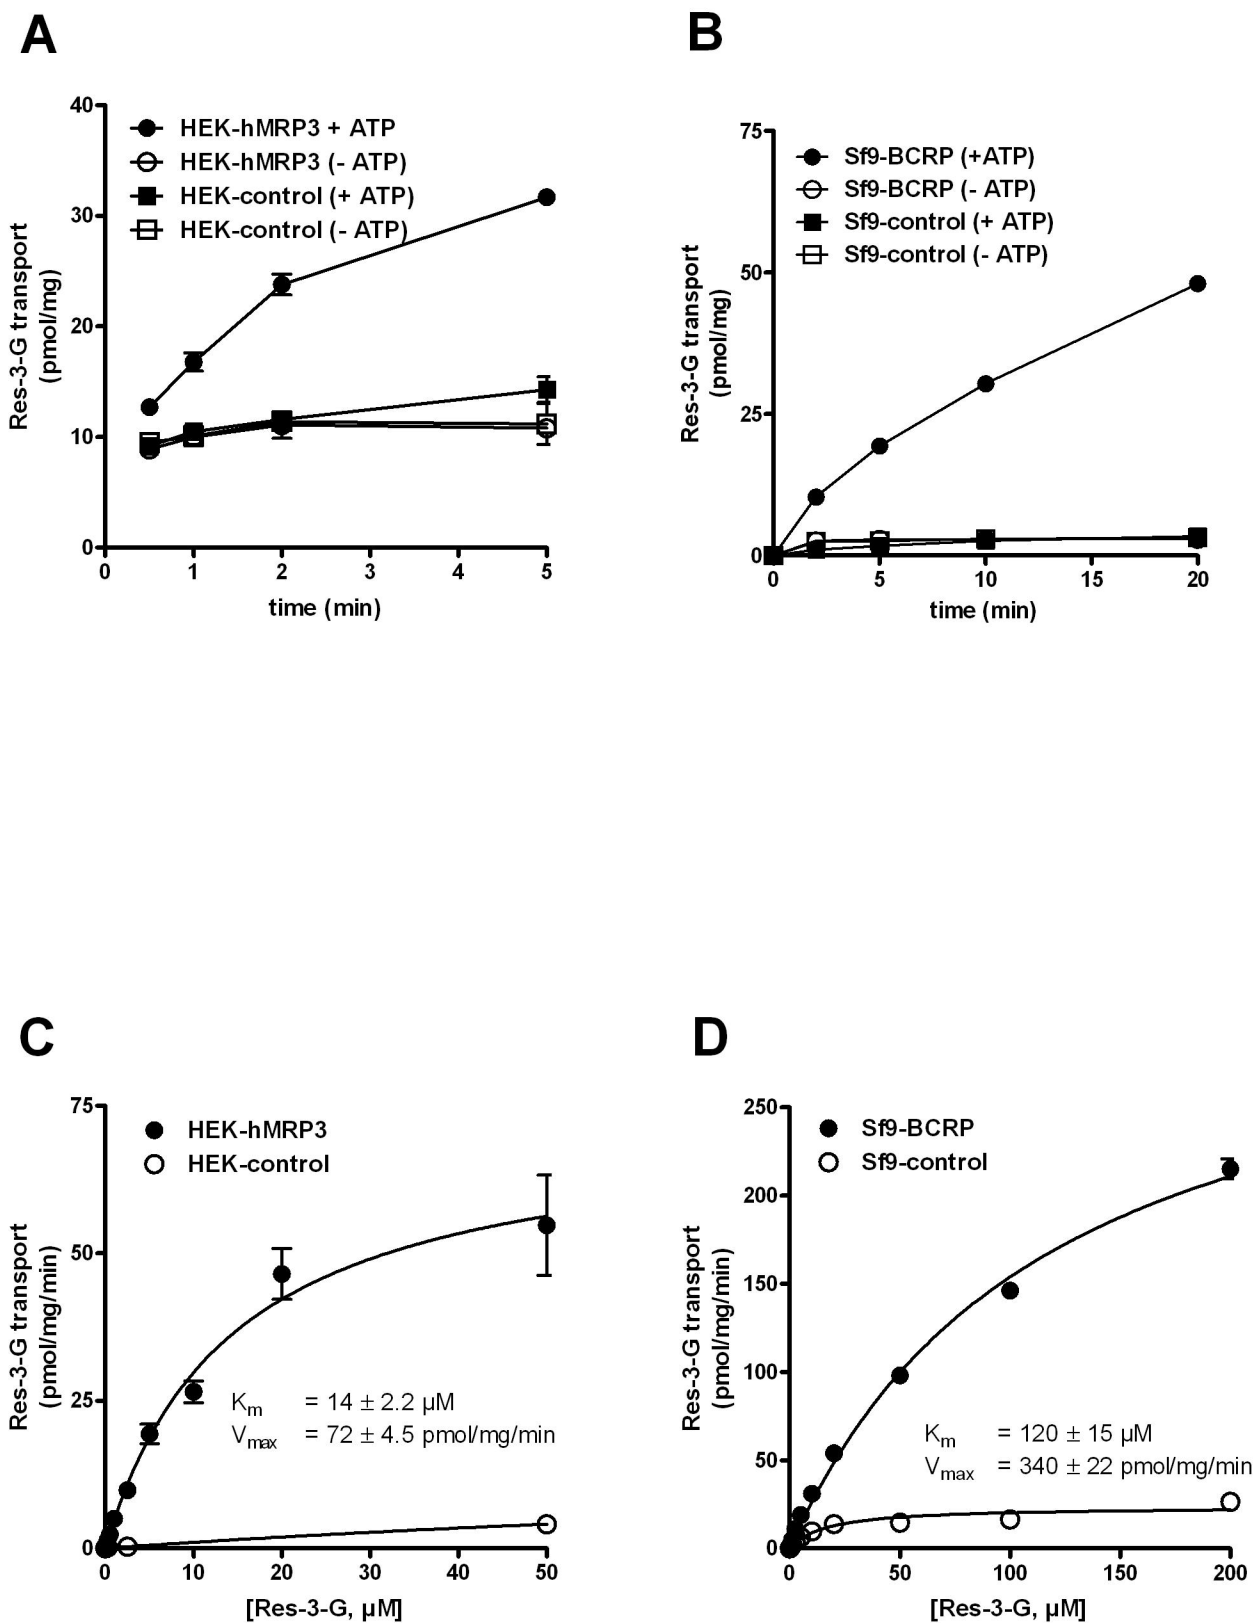 A
40
30
20
10
0
0 1 2 3 4 5
HEK-hMRP3 + ATP
HEK-hMRP3 (- ATP)
HEK-control (+ ATP)
HEK-control (- ATP)
Res-3-G transport
(pmol/mg)
time (min)
B
75
50
25
0
0 5 10 15 20
Sf9-BCRP (+ATP)
Sf9-BCRP (- ATP)
Sf9-control (+ ATP)
Sf9-control (- ATP)
Res-3-G transport
(pmol/mg)
time (min)
C
75
50
25
0
0 10 20 30 40 50
HEK-hMRP3
HEK-control
Km = 14 ± 2.2 µM
Vmax = 72 ± 4.5 pmol/mg/min
Res-3-G transport
(pmol/mg/min)
[Res-3-G, µM]
D
250
200
150
100
50
0
0 50 100 150 200
Sf9-BCRP
Sf9-control
Km = 120 ± 15 µM
Vmax = 340 ± 22 pmol/mg/min
Res-3-G transport
(pmol/mg/min)
[Res-3-G, µM]